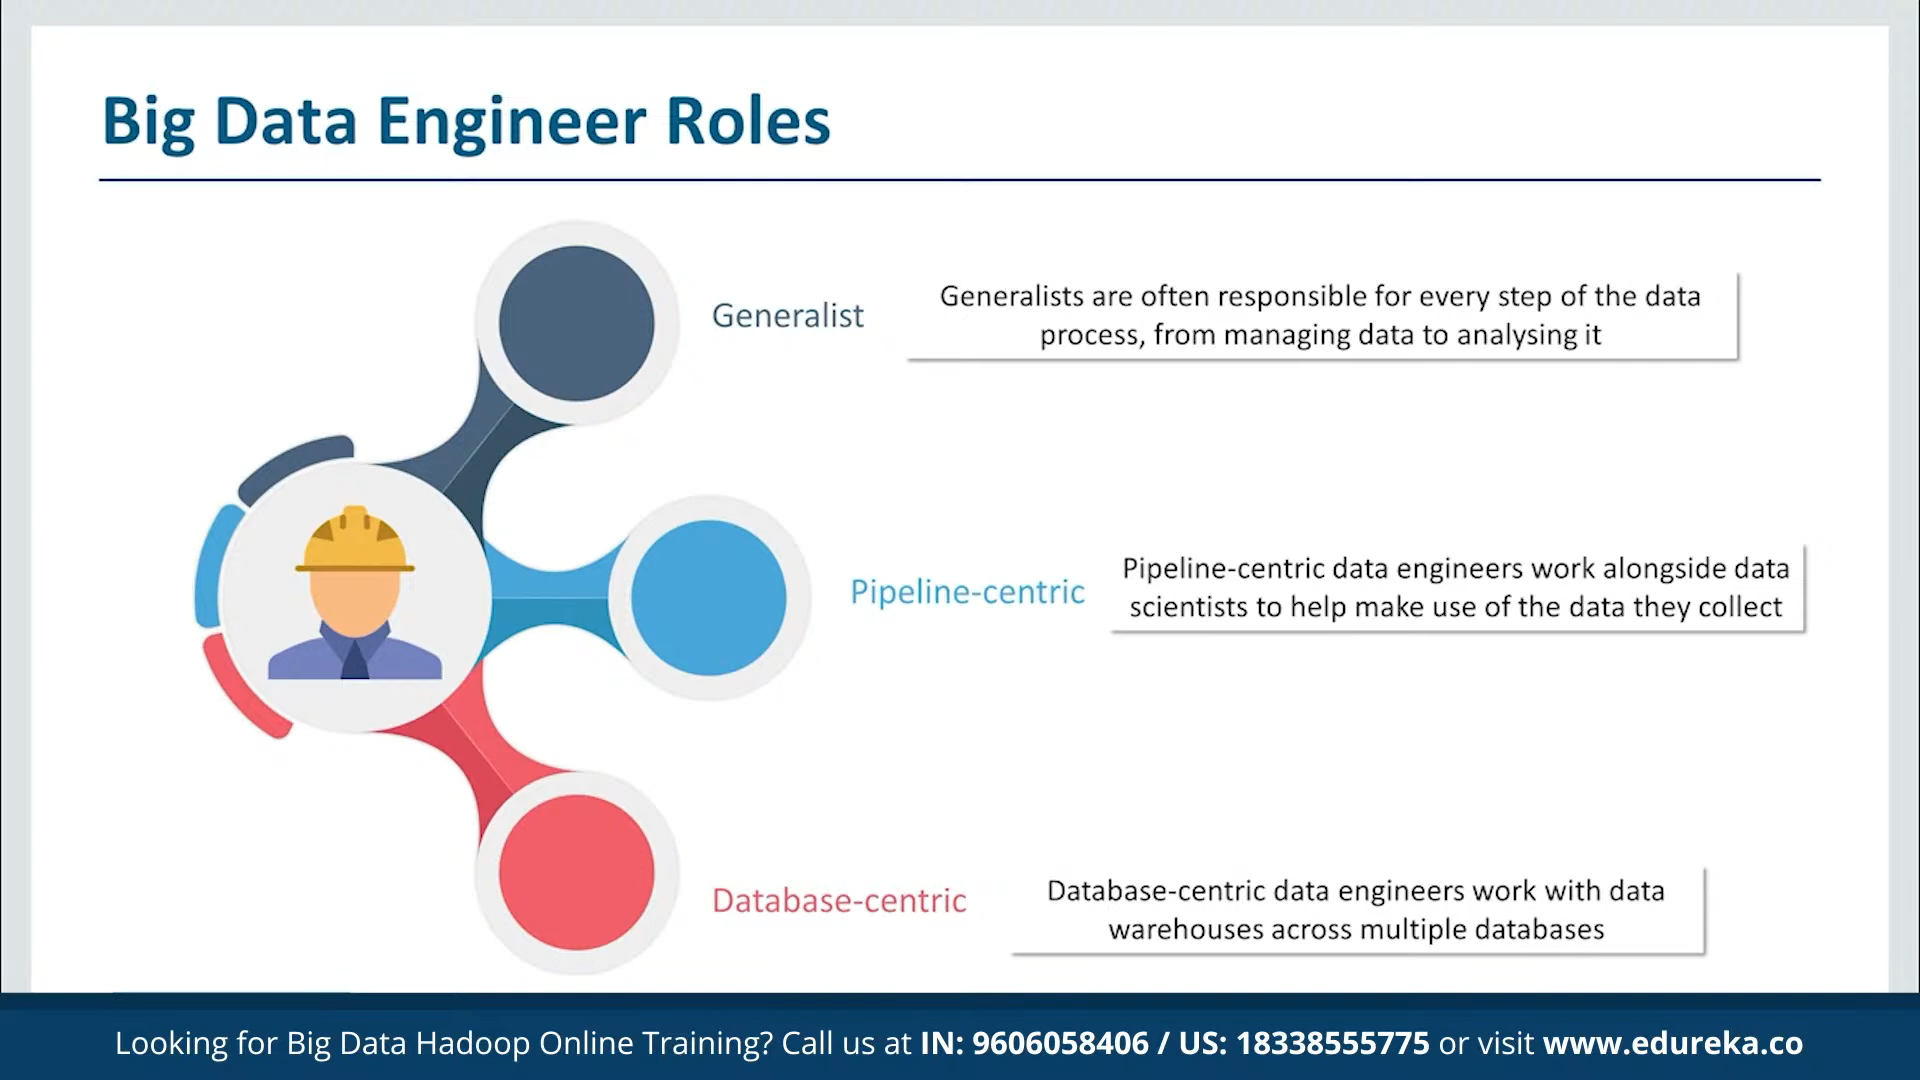 Big Data Engineer Roles
Generalist
Generalists are often responsible for every step of the data
process, from managing data to analysing it
Pipeline-centric
Pipeline-centric data engineers work alongside data
scientists to help make use of the data they collect
Database-centric
Database-centric data engineers work with data
warehouses across multiple databases
Looking for Big Data Hadoop Online Training? Call us at IN: 9606058406 / US: 18338555775 or visit www.edureka.co